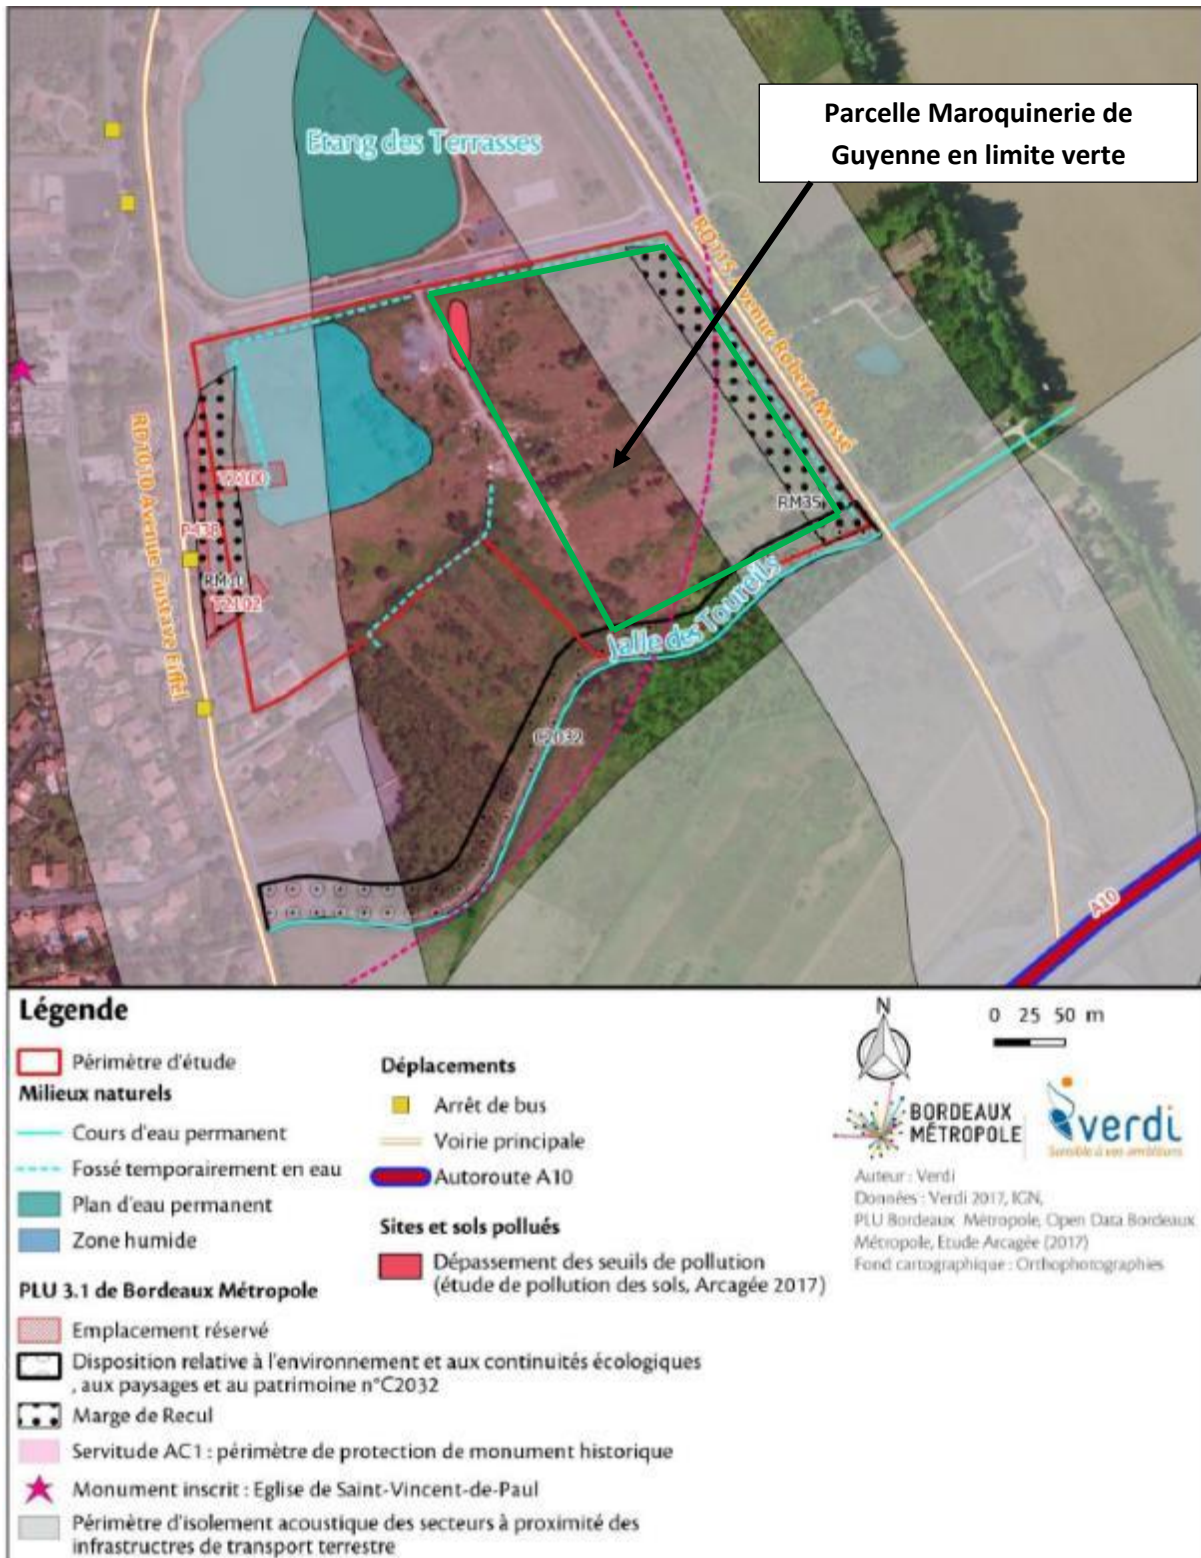 Parcelle Maroquinerie de
Guyenne en limite verte
Etang des Terrasses
RD115 Avenue Robert Massé
T2100
P438
RM10
T2102
RD1010 Avenue Gustave Eiffel
RM35
Jalle des Toureils
C2032
A10
Légende
Périmètre d'étude
Milieux naturels
Cours d'eau permanent
Fossé temporairement en eau
Plan d'eau permanent
Zone humide
PLU 3.1 de Bordeaux Métropole
Emplacement réservé
Disposition relative à l'environnement et aux continuités écologiques
, aux paysages et au patrimoine n°C2032
Marge de Recul
Servitude AC1 : périmètre de protection de monument historique
Monument inscrit : Eglise de Saint-Vincent-de-Paul
Périmètre d'isolement acoustique des secteurs à proximité des
infrastructres de transport terrestre
Déplacements
Arrêt de bus
Voirie principale
Autoroute A10
Sites et sols pollués
Dépassement des seuils de pollution
(étude de pollution des sols, Arcagée 2017)
N
0 25 50 m
BORDEAUX
MÉTROPOLE
verdi
Sensible à vos ambitions
Auteur : Verdi
Données : Verdi 2017, IGN,
PLU Bordeaux Métropole, Open Data Bordeaux
Métropole, Etude Arcagée (2017)
Fond cartographique : Orthophotographies